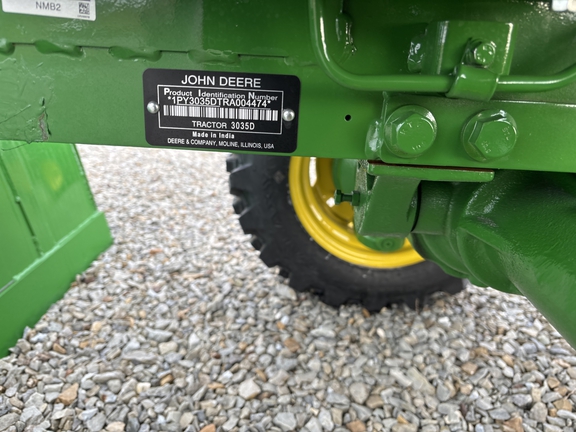 NMB2
JOHN DEERE
Product Identification Number
*1PY3035DTRA004474*
TRACTOR 3035D
Made in India
DEERE & COMPANY, MOLINE, ILLINOIS, USA